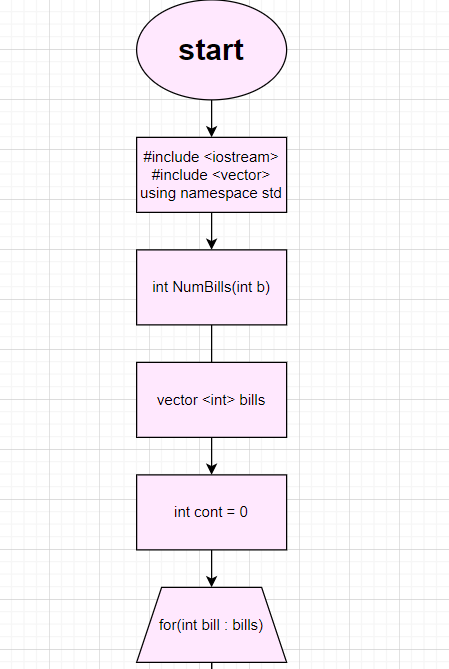 start
#include <iostream>
#include <vector>
using namespace std
int NumBills(int b)
vector <int> bills
int cont = 0
for(int bill : bills)